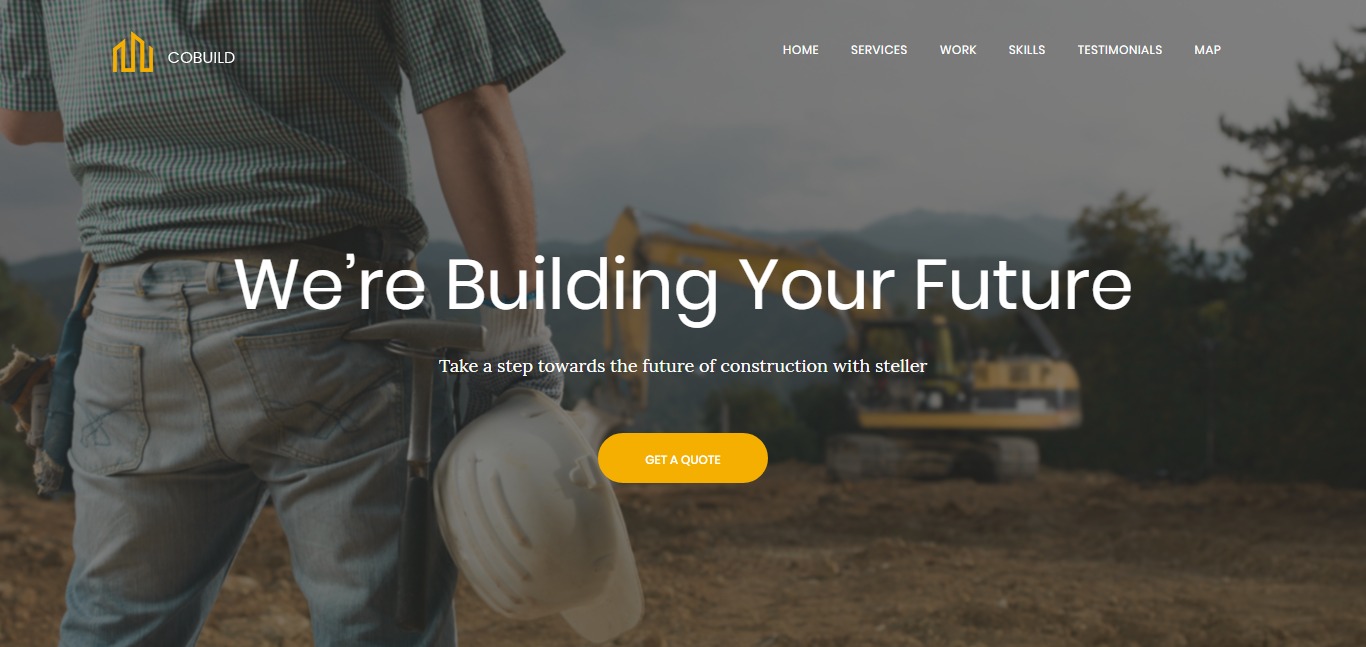 COBUILD
HOME SERVICES WORK SKILLS TESTIMONIALS MAP
We’re Building Your Future
Take a step towards the future of construction with steller
GET A QUOTE